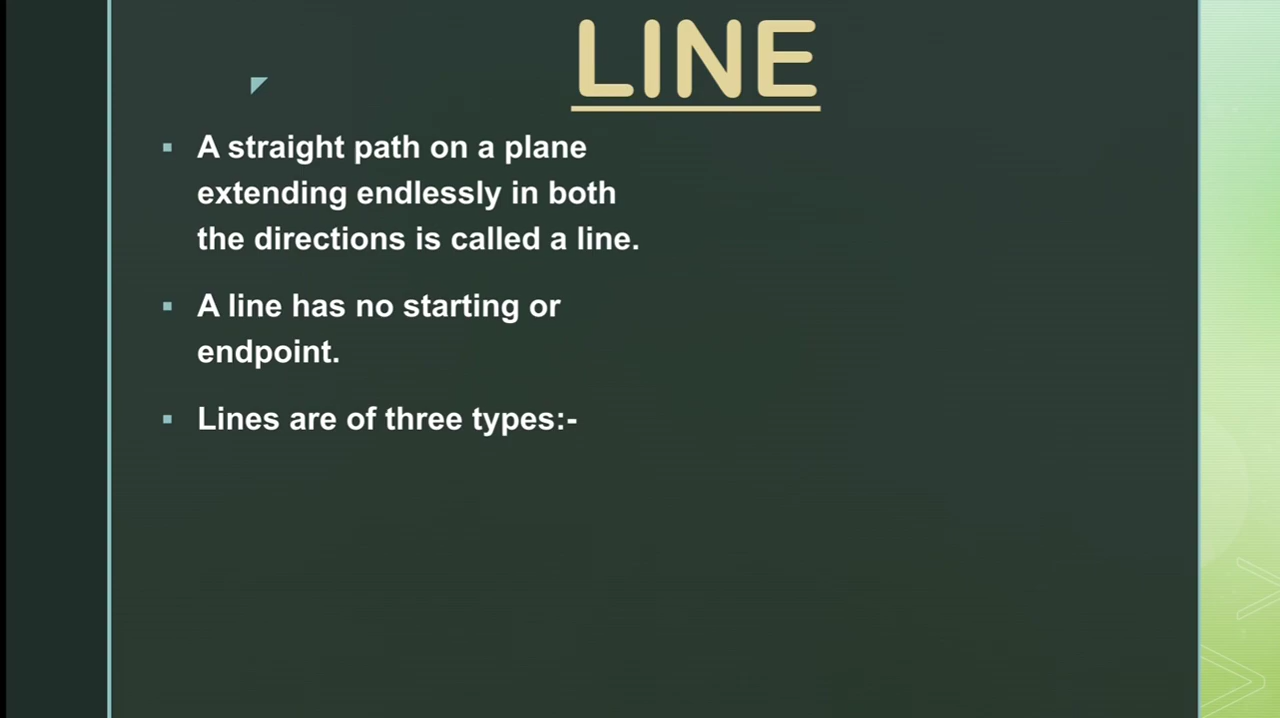 LINE
A straight path on a plane
extending endlessly in both
the directions is called a line.
A line has no starting or
endpoint.
Lines are of three types:-